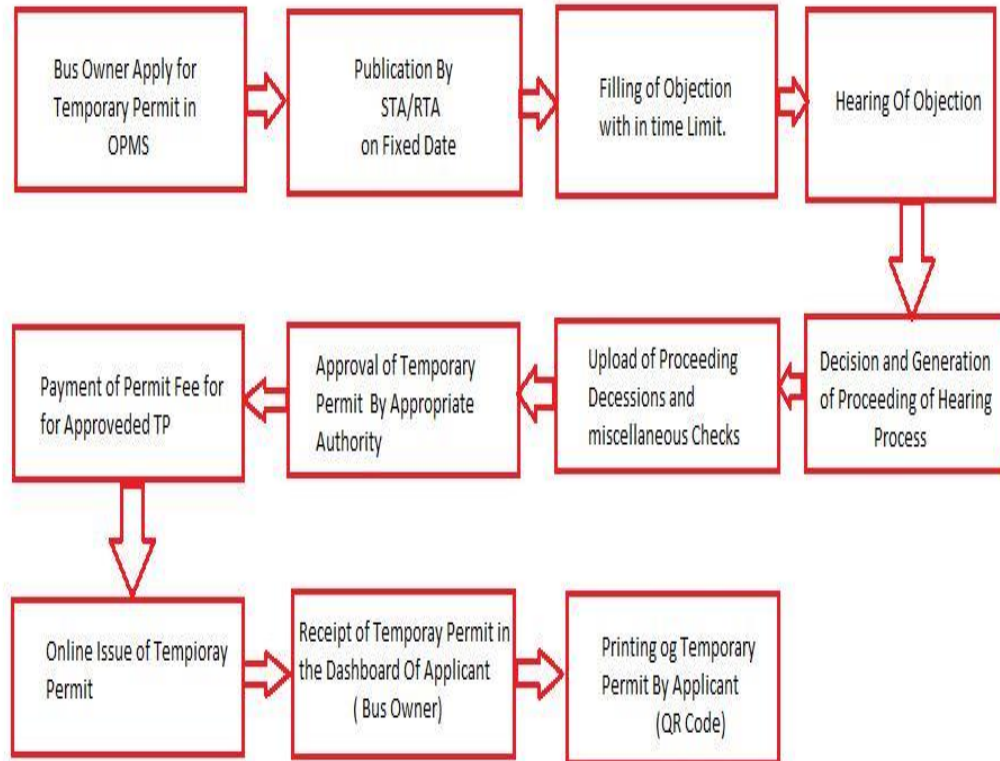 Bus Owner Apply for
Temporary Permit in
OPMS
Publication By
STA/RTA
on Fixed Date
Filling of Objection
with in time Limit.
Hearing Of Objection
Decision and Generation
of Proceeding of Hearing
Process
Upload of Proceeding
Decessions and
miscellaneous Checks
Approval of Temporary
Permit By Appropriate
Authority
Payment of Permit Fee for
for Approveded TP
Online Issue of Tempioray
Permit
Receipt of Temporay Permit in
the Dashboard Of Applicant
( Bus Owner)
Printing og Temporary
Permit By Applicant
(QR Code)